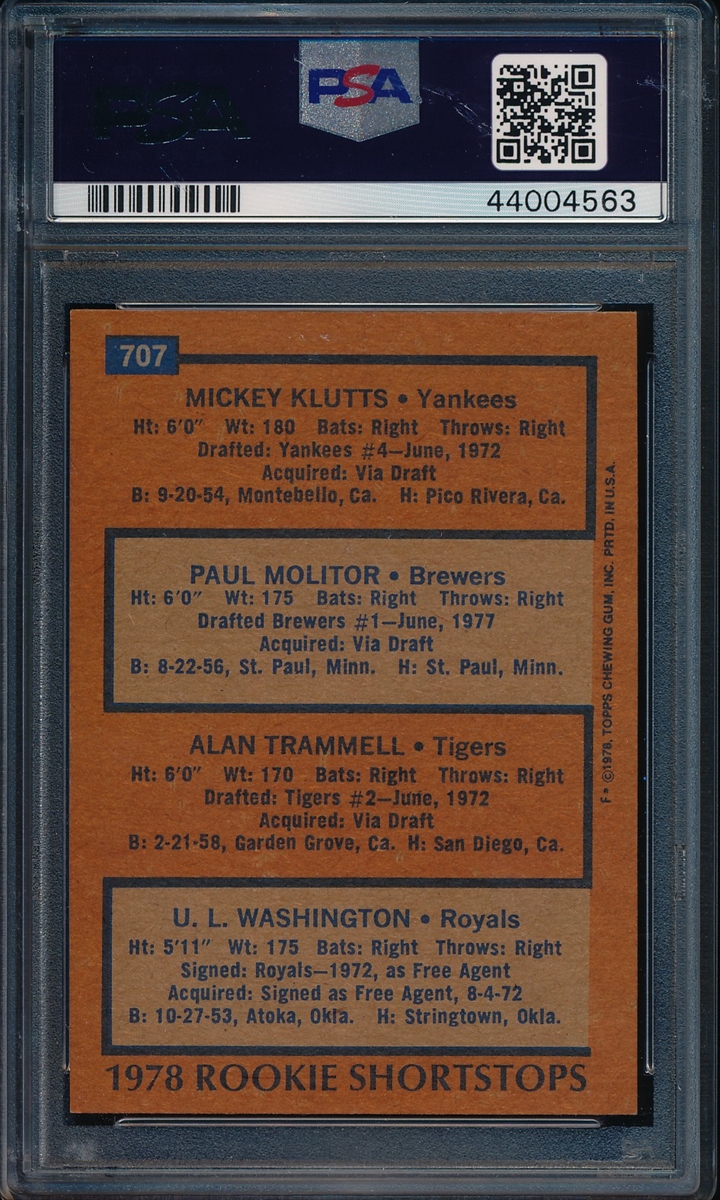 PSA
PSA
44004563
707
MICKEY KLUTTS • Yankees
Ht: 6'0" Wt: 180 Bats: Right Throws: Right
Drafted: Yankees #4—June, 1972
Acquired: Via Draft
B: 9-20-54, Montebello, Ca. H: Pico Rivera, Ca.
PAUL MOLITOR • Brewers
Ht: 6'0" Wt: 175 Bats: Right Throws: Right
Drafted Brewers #1—June, 1977
Acquired: Via Draft
B: 8-22-56, St. Paul, Minn. H: St. Paul, Minn.
ALAN TRAMMELL • Tigers
Ht: 6'0" Wt: 170 Bats: Right Throws: Right
Drafted: Tigers #2—June, 1972
Acquired: Via Draft
B: 2-21-58, Garden Grove, Ca. H: San Diego, Ca.
U. L. WASHINGTON • Royals
Ht: 5'11" Wt: 175 Bats: Right Throws: Right
Signed: Royals—1972, as Free Agent
Acquired: Signed as Free Agent, 8-4-72
B: 10-27-53, Atoka, Okla. H: Stringtown, Okla.
1978 ROOKIE SHORTSTOPS
F* ©1978, TOPPS CHEWING GUM, INC. PRTD. IN U.S.A.